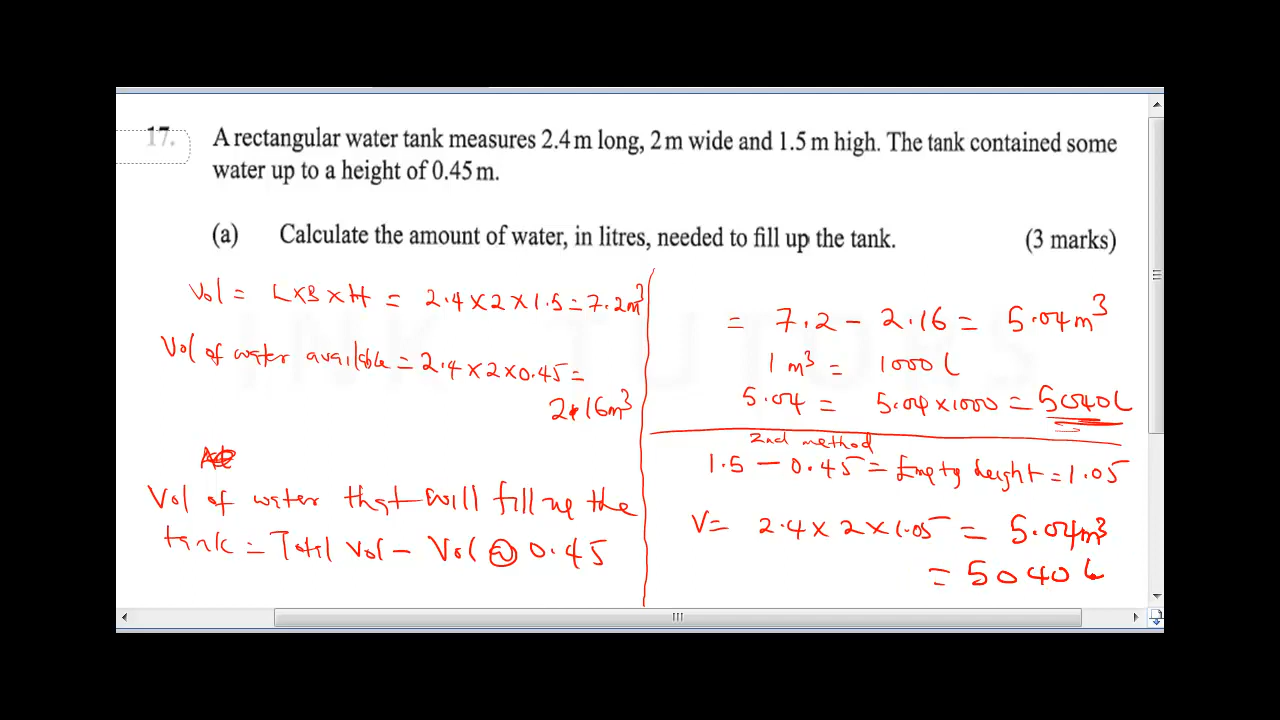 17. A rectangular water tank measures 2.4 m long, 2 m wide and 1.5 m high. The tank contained some
water up to a height of 0.45 m.
(a) Calculate the amount of water, in litres, needed to fill up the tank. (3 marks)
Vol = L×B×H = 2.4×2×1.5=7.2m³
Vol of water available = 2.4×2×0.45=
2.16m³
Vol of water that will fill up the
tank = Total vol - Vol @ 0.45
= 7.2 - 2.16 = 5.04m³
1 m³ = 1000L
5.04 = 5.04×1000 = 5040L
2nd method
1.5 - 0.45 = Empty height = 1.05
V= 2.4×2×1.05 = 5.04m³
= 5040L